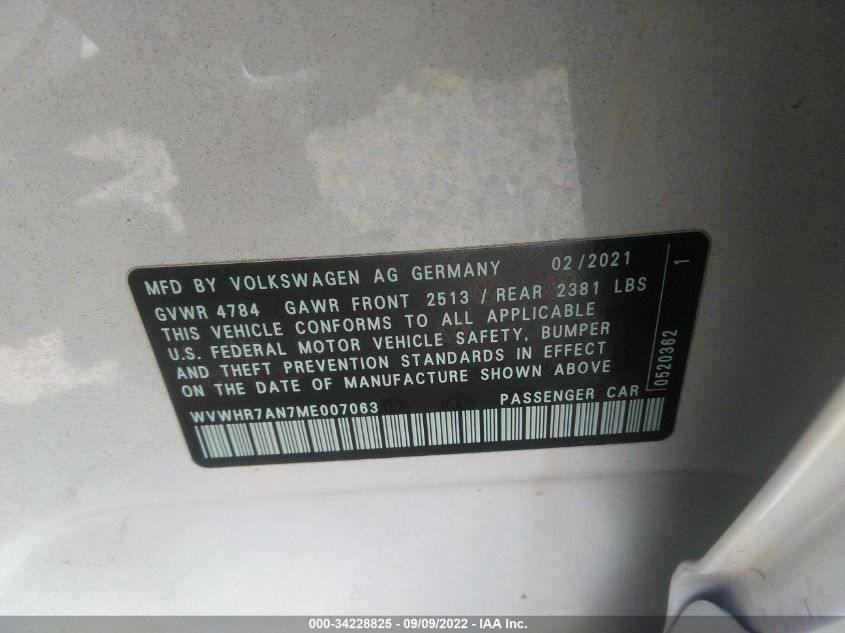 MFD BY VOLKSWAGEN AG GERMANY 02/2021
GVWR 4784 GAWR FRONT 2513 / REAR 2381 LBS
THIS VEHICLE CONFORMS TO ALL APPLICABLE
U.S. FEDERAL MOTOR VEHICLE SAFETY, BUMPER
AND THEFT PREVENTION STANDARDS IN EFFECT
ON THE DATE OF MANUFACTURE SHOWN ABOVE
WVWHR7AN7ME007063 PASSENGER CAR
0520362 1
000-34228825 - 09/09/2022 - IAA Inc.